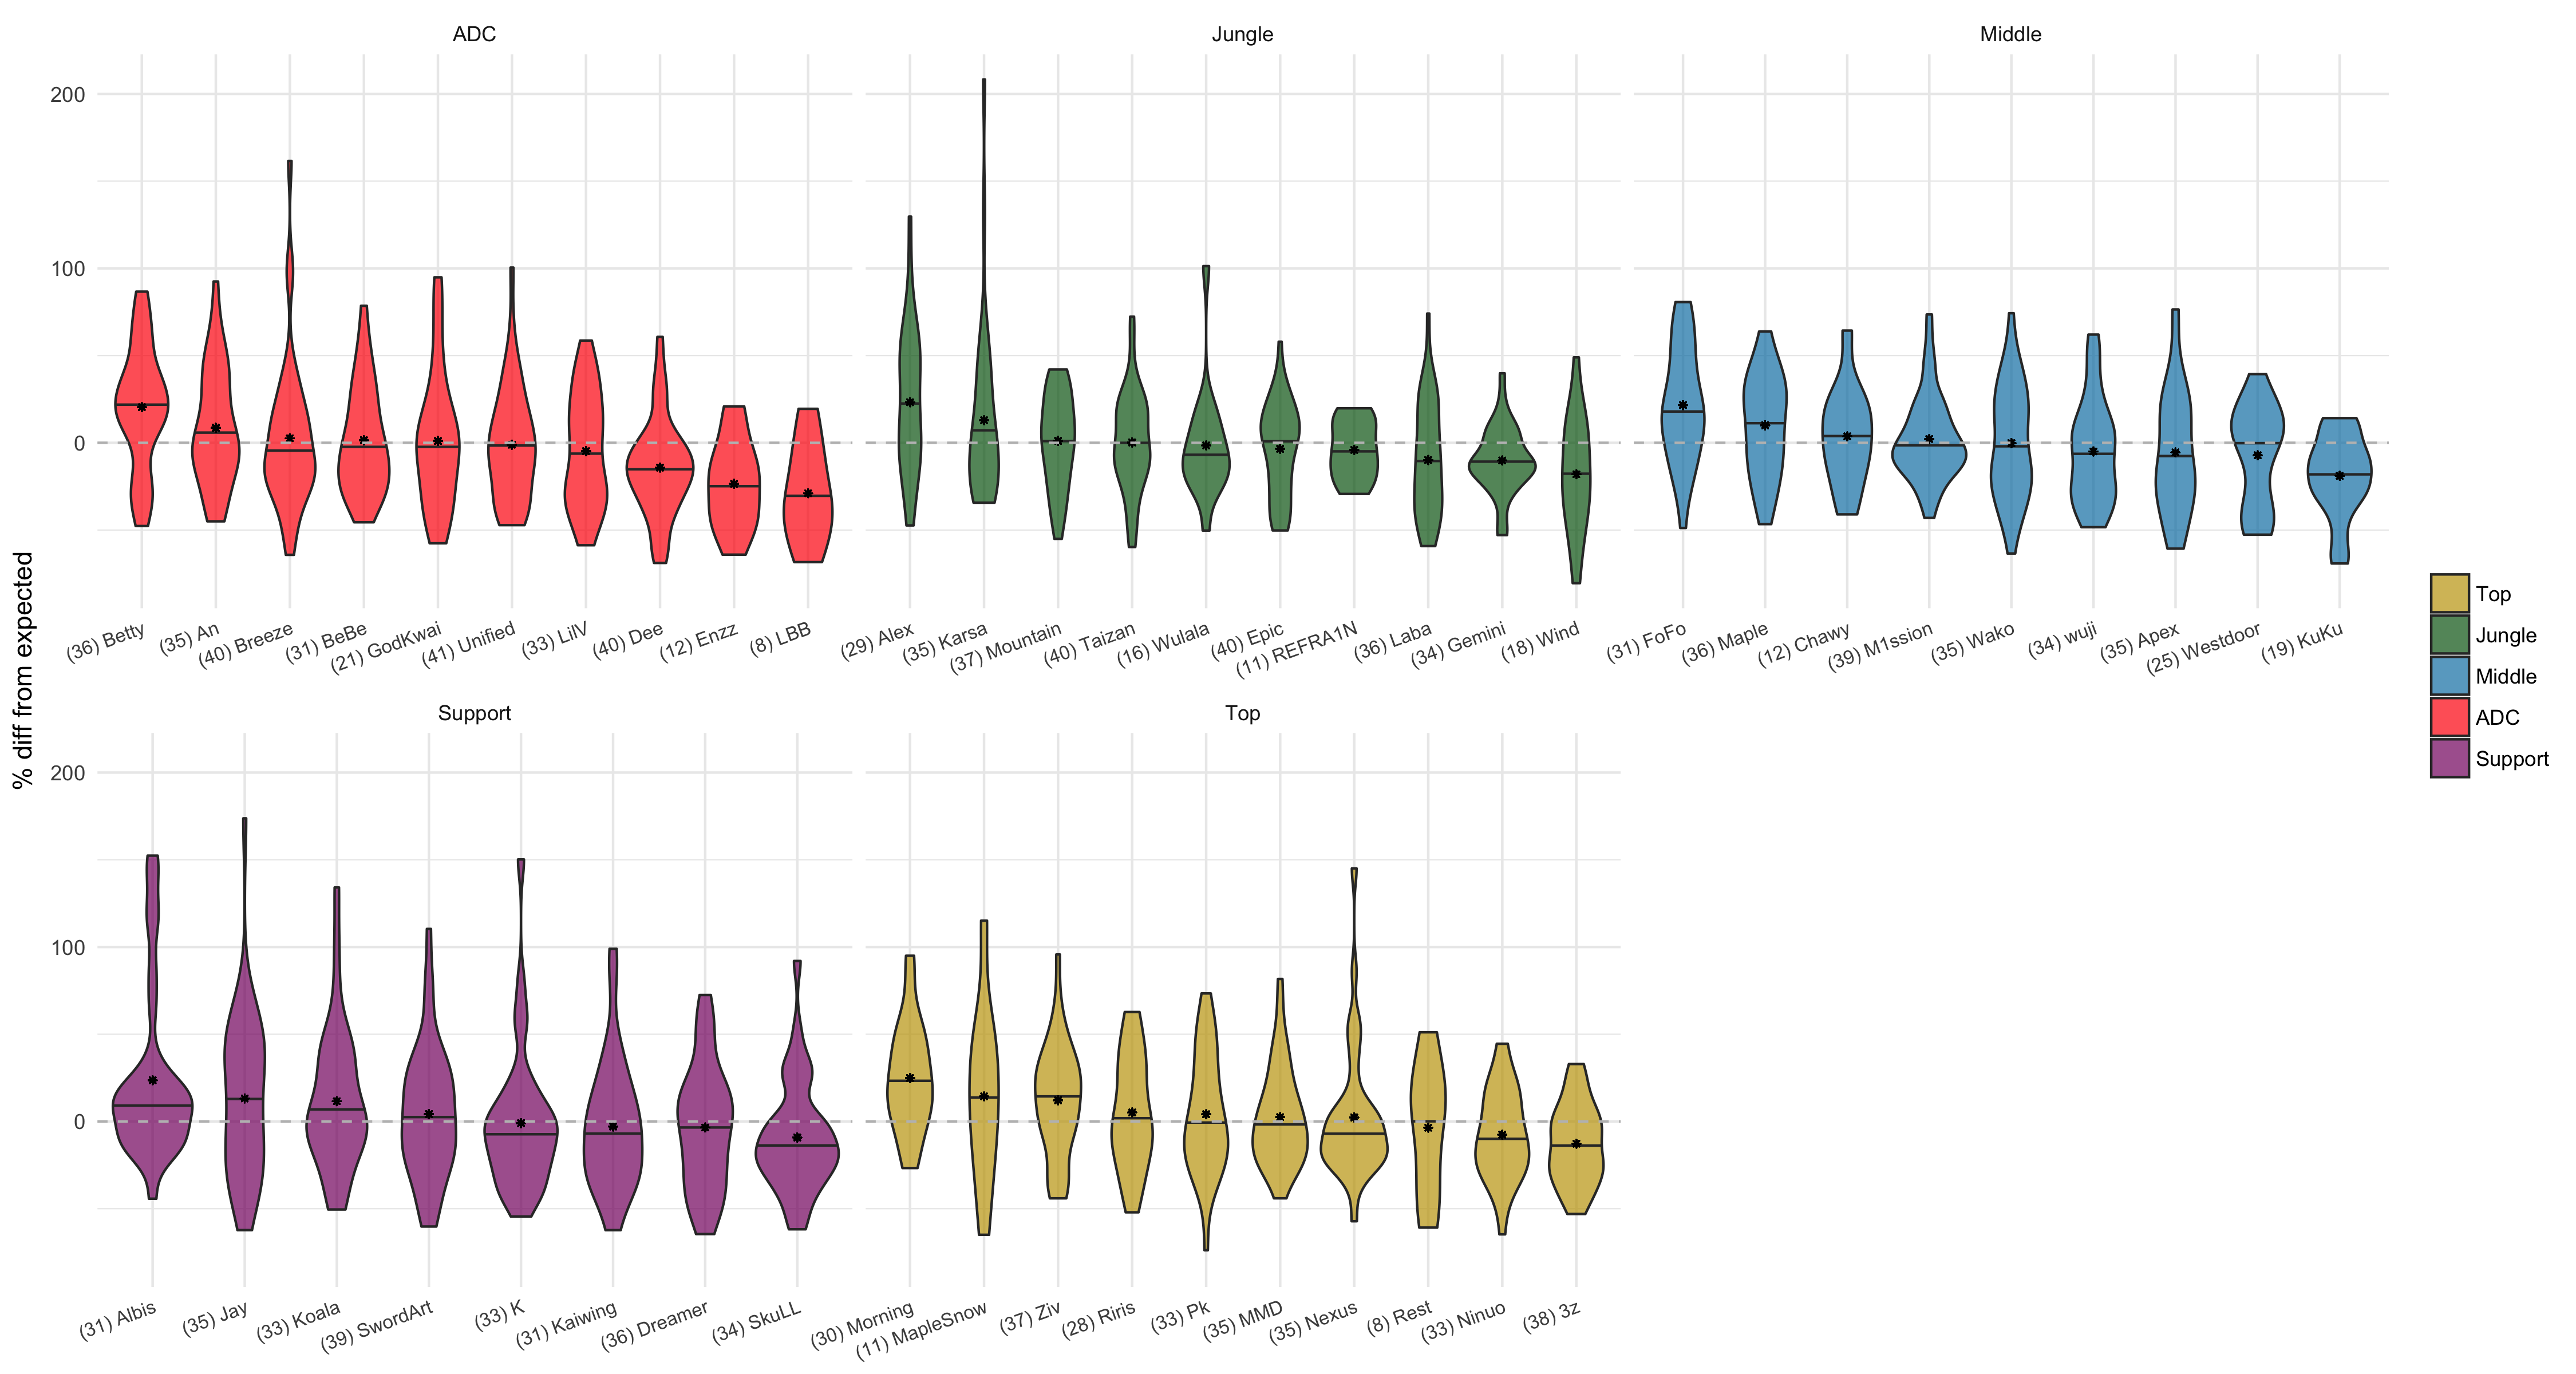 ADC
Jungle
Middle
200
100
0
(36) Betty
(35) An
(40) Breeze
(31) BeBe
(21) GodKwai
(41) Unified
(33) LilV
(40) Dee
(12) Enzz
(8) LBB
(29) Alex
(35) Karsa
(37) Mountain
(40) Taizan
(16) Wulala
(40) Epic
(11) REFRA1N
(36) Laba
(34) Gemini
(18) Wind
(31) FoFo
(36) Maple
(12) Chawy
(39) M1ssion
(35) Wako
(34) wuji
(35) Apex
(25) Westdoor
(19) KuKu
% diff from expected
Top
Jungle
Middle
ADC
Support
Support
Top
200
100
0
(31) Albis
(35) Jay
(33) Koala
(39) SwordArt
(33) K
(31) Kaiwing
(36) Dreamer
(34) SkuLL
(30) Morning
(11) MapleSnow
(37) Ziv
(28) Riris
(33) Pk
(35) MMD
(35) Nexus
(8) Rest
(33) Ninuo
(38) 3z